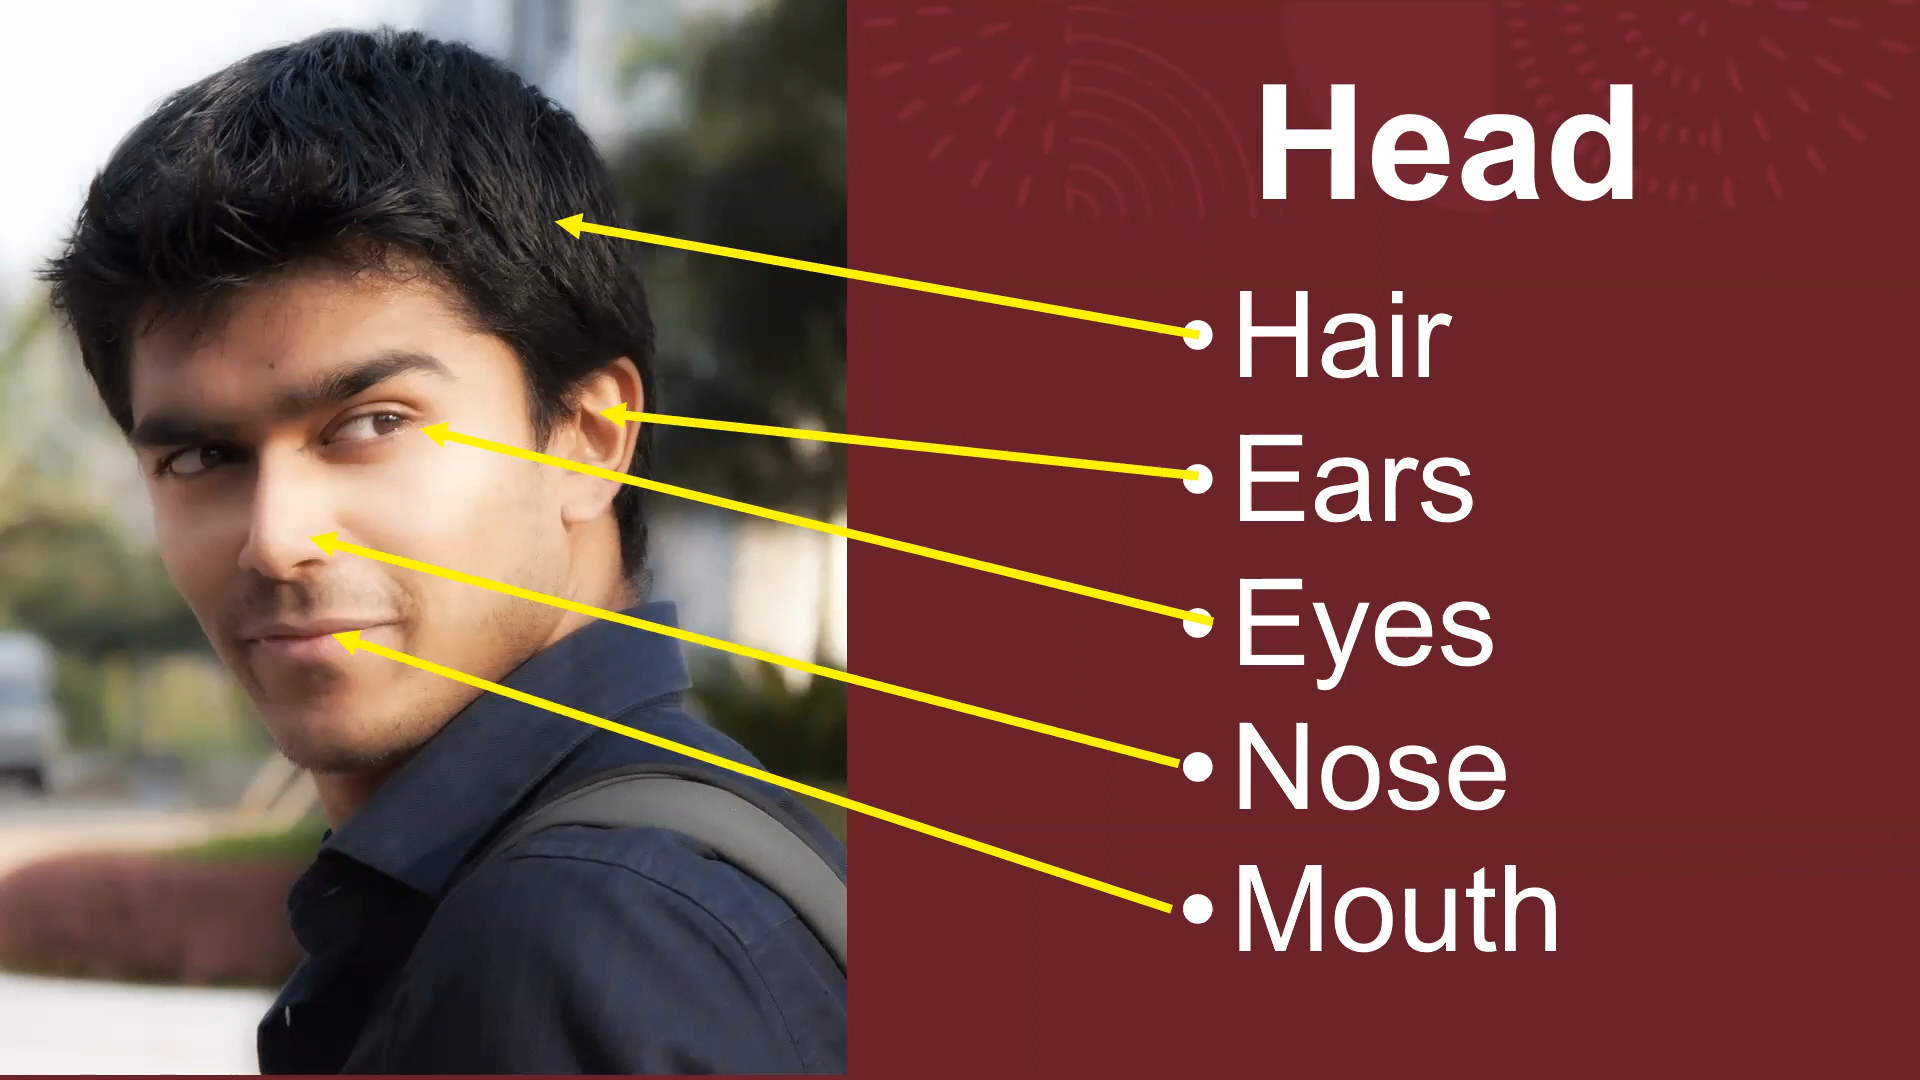 Head
• Hair
• Ears
• Eyes
• Nose
• Mouth